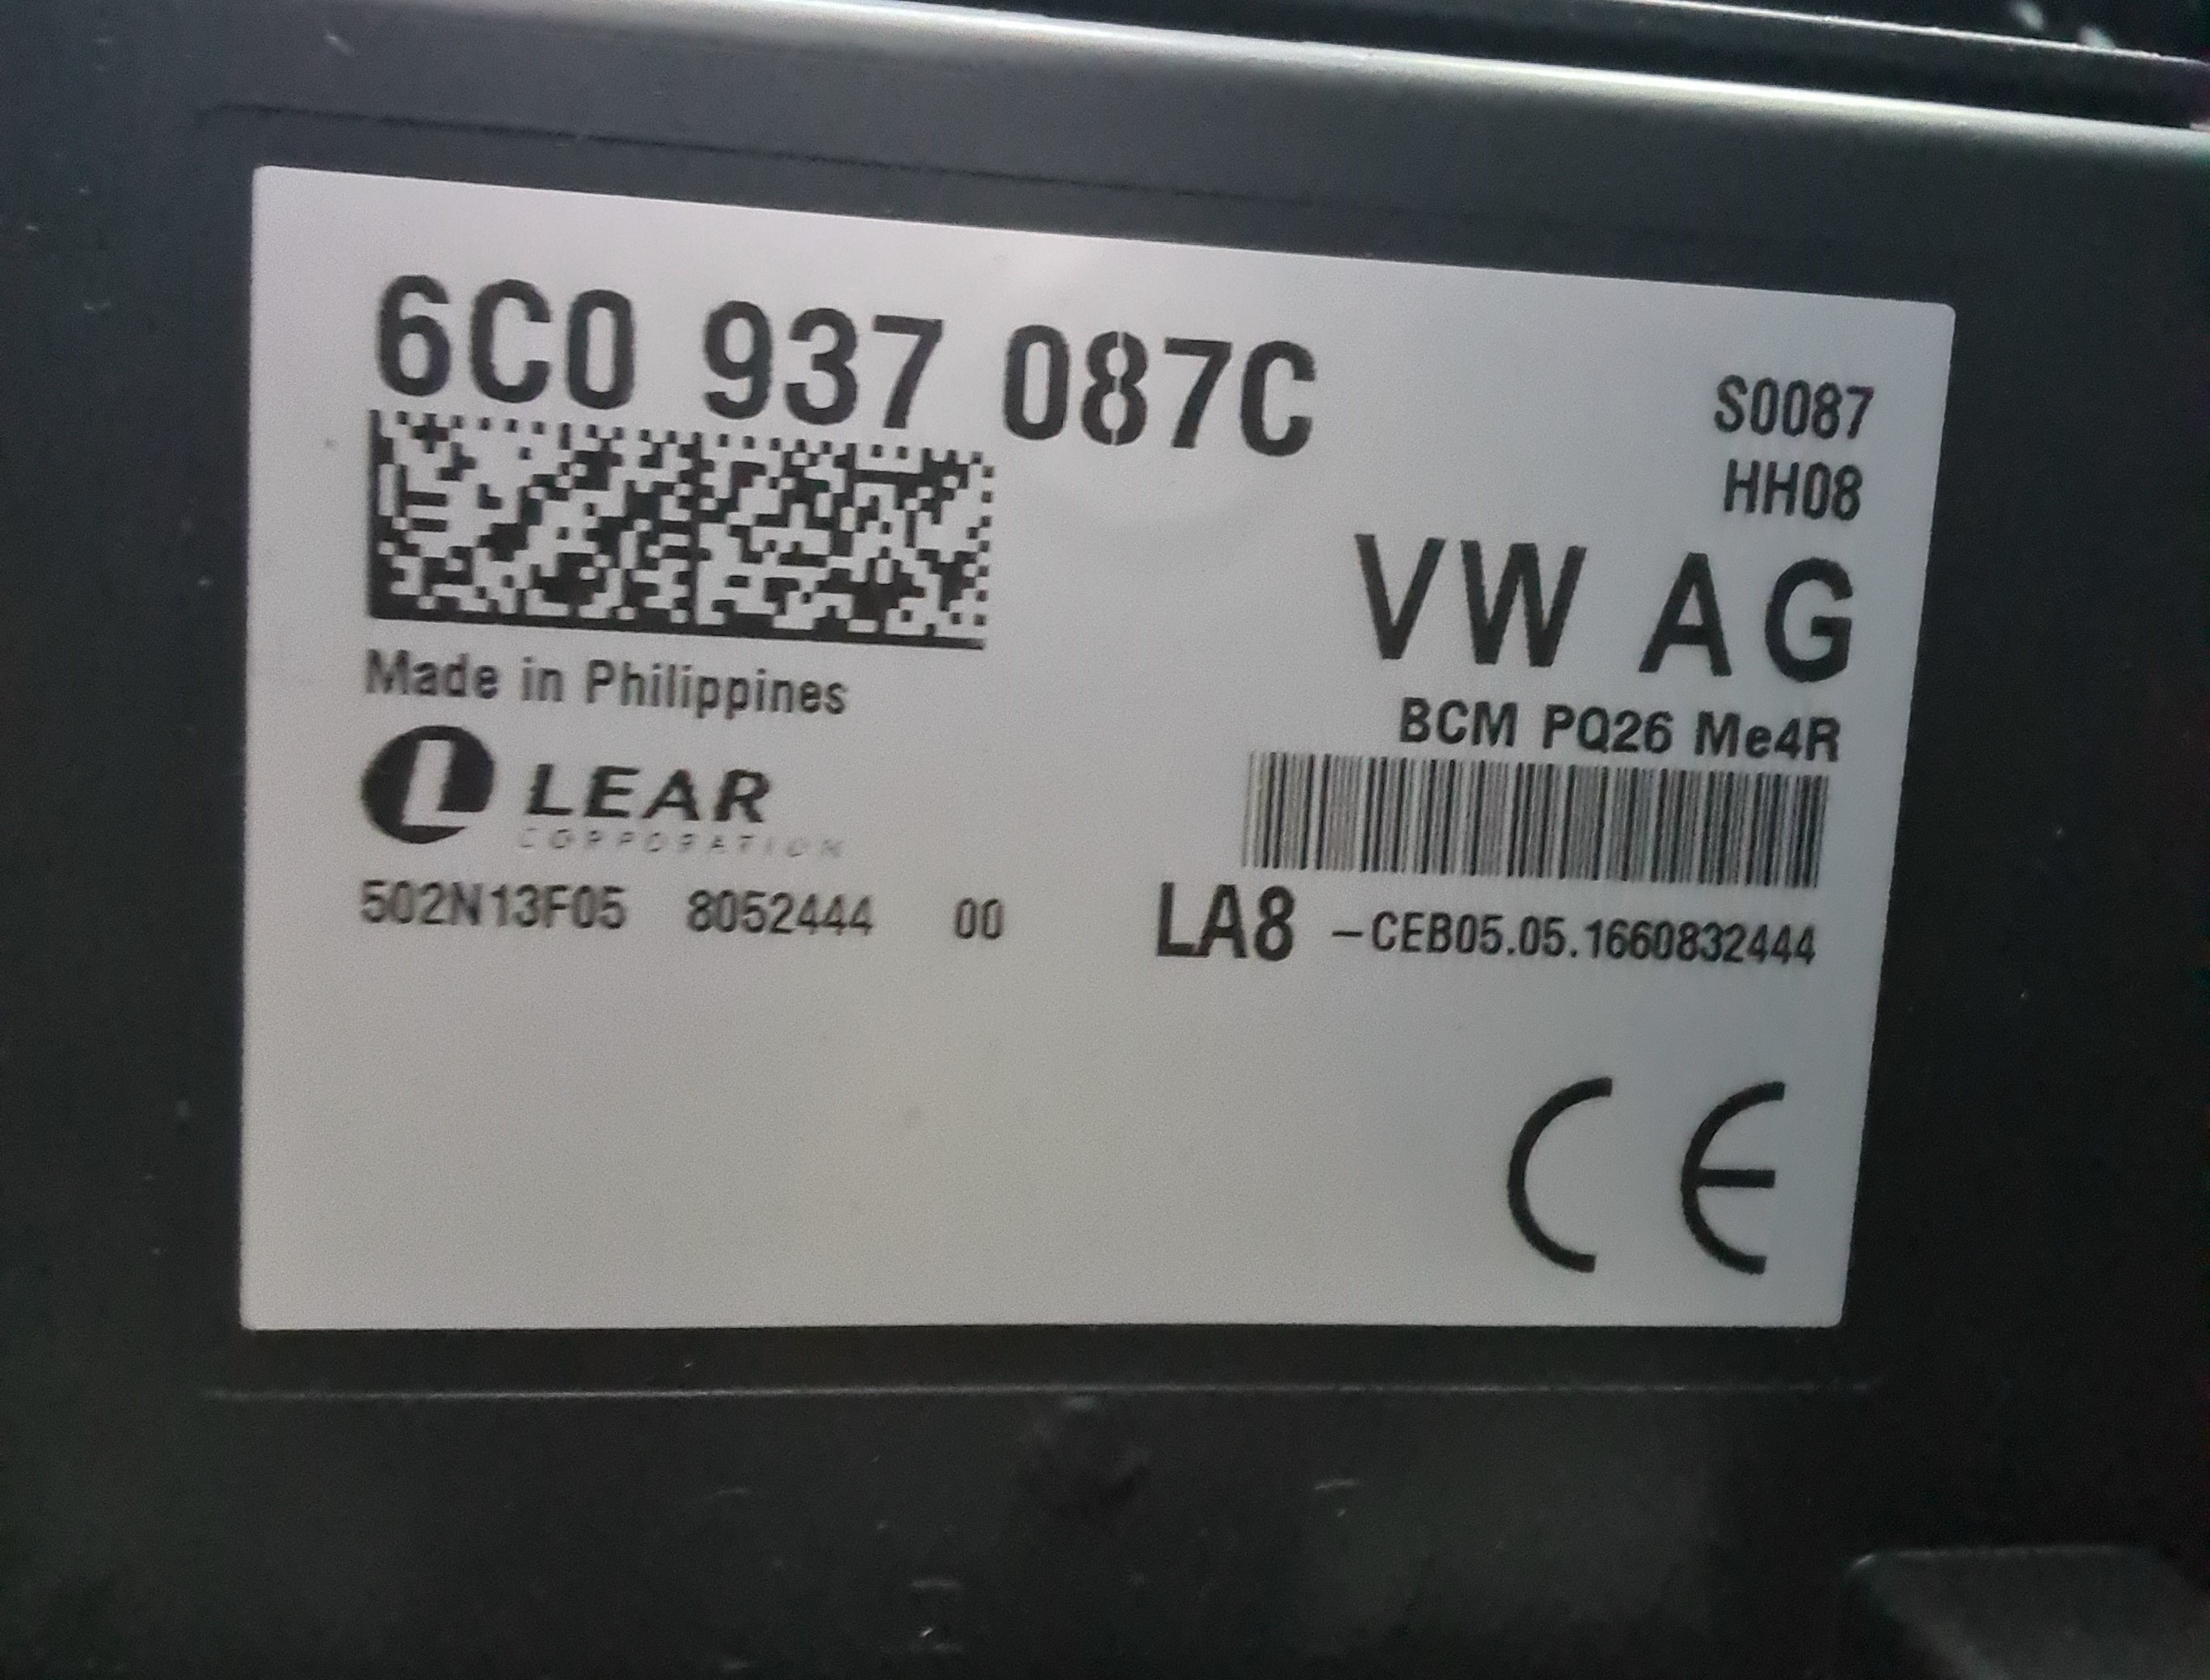 6C0 937 087C
S0087
HH08
VW AG
BCM PQ26 Me4R
Made in Philippines
LEAR
CORPORATION
502N13F05 8052444 00
LA8 -CEB05.05.1660832444
CE